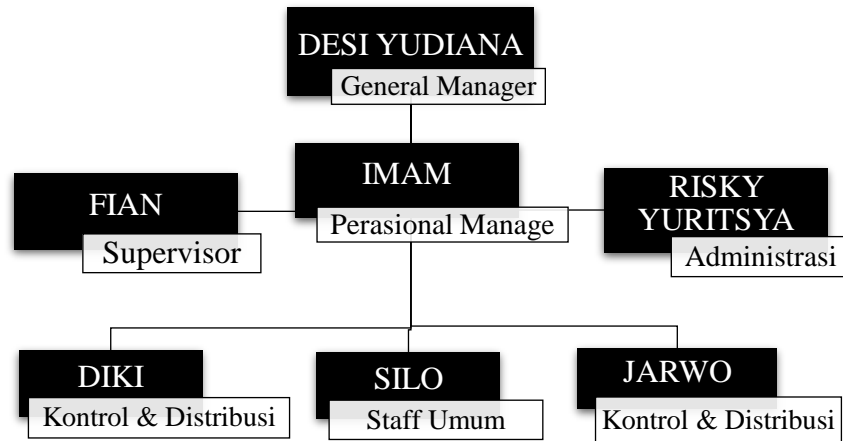 DESI YUDIANA
General Manager
IMAM
Perasional Manage
FIAN
Supervisor
RISKY
YURITSYA
Administrasi
DIKI
Kontrol & Distribusi
SILO
Staff Umum
JARWO
Kontrol & Distribusi